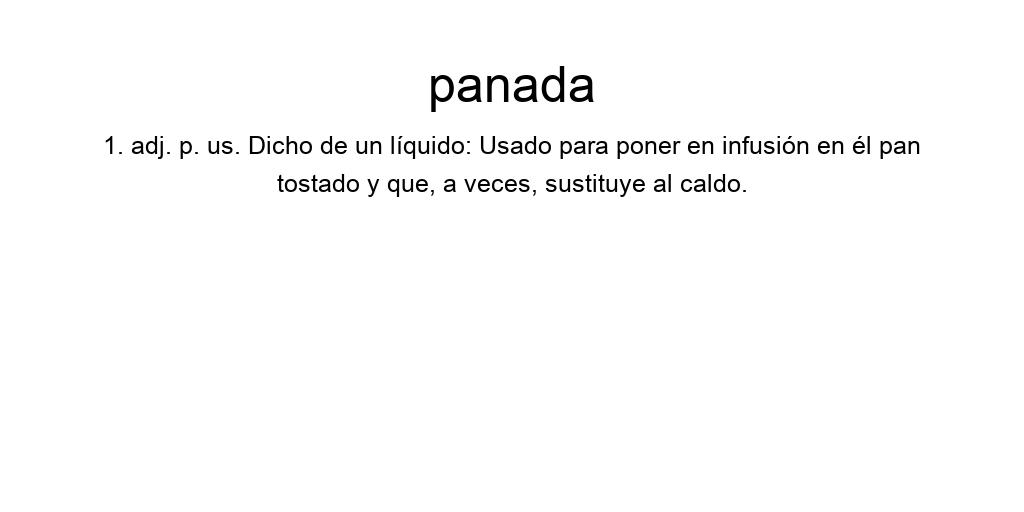 panada
1. adj. p. us. Dicho de un líquido: Usado para poner en infusión en él pan
tostado y que, a veces, sustituye al caldo.